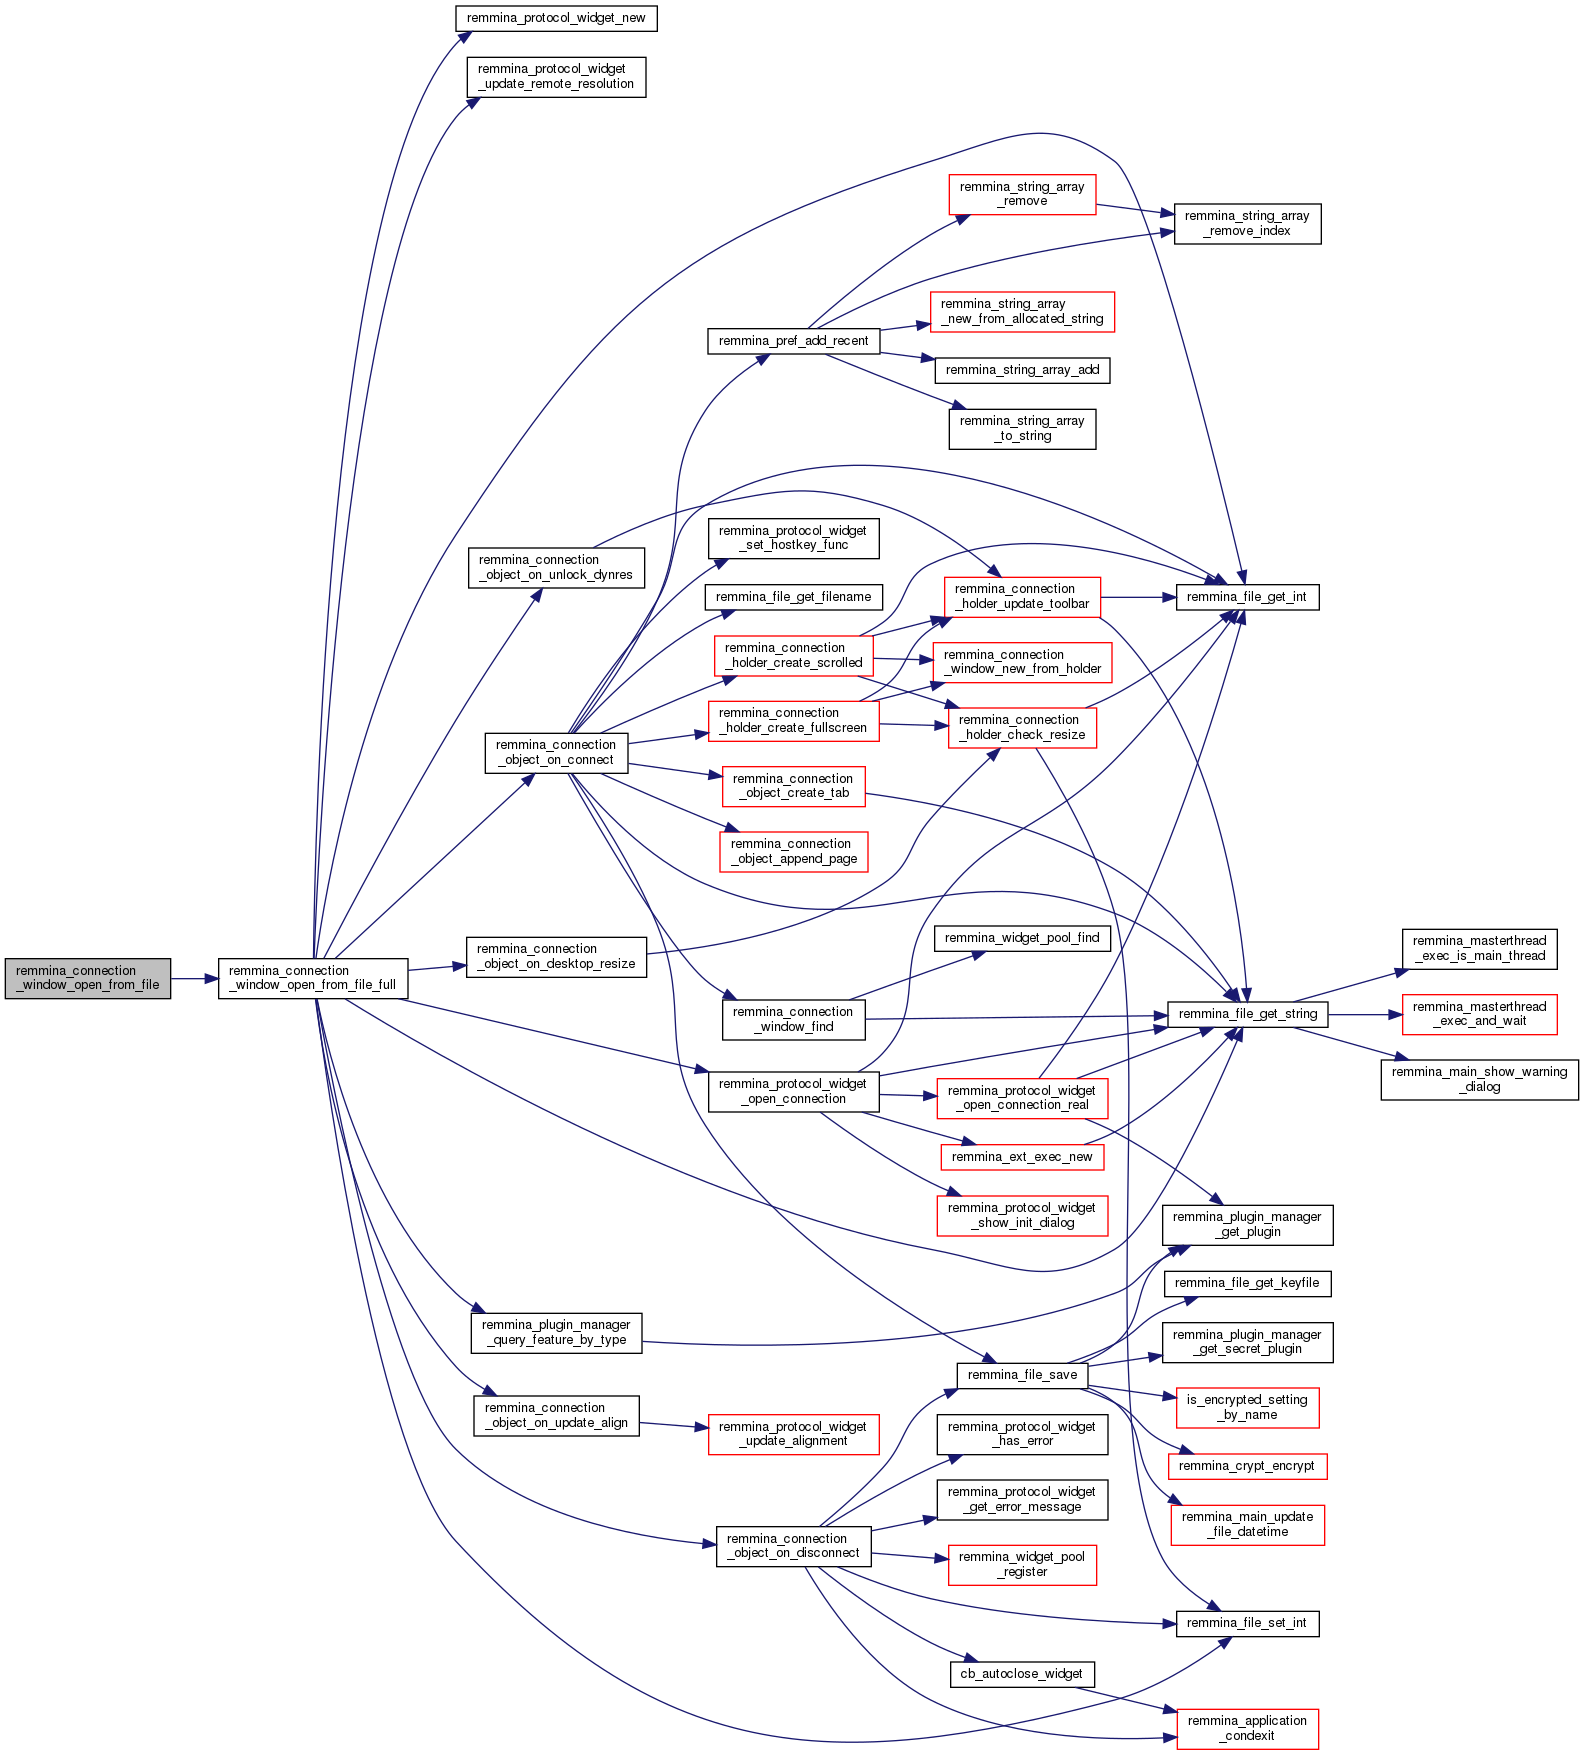 remmina_protocol_widget_new
remmina_protocol_widget
_update_remote_resolution
remmina_string_array
_remove
remmina_string_array
_remove_index
remmina_string_array
_new_from_allocated_string
remmina_pref_add_recent
remmina_string_array_add
remmina_string_array
_to_string
remmina_protocol_widget
_set_hostkey_func
remmina_connection
_object_on_unlock_dynres
remmina_file_get_filename
remmina_connection
_holder_update_toolbar
remmina_file_get_int
remmina_connection
_holder_create_scrolled
remmina_connection
_window_new_from_holder
remmina_connection
_holder_create_fullscreen
remmina_connection
_holder_check_resize
remmina_connection
_object_on_connect
remmina_connection
_object_create_tab
remmina_connection
_object_append_page
remmina_connection
_object_on_desktop_resize
remmina_widget_pool_find
remmina_masterthread
_exec_is_main_thread
remmina_connection
_window_open_from_file
remmina_connection
_window_open_from_file_full
remmina_connection
_window_find
remmina_file_get_string
remmina_masterthread
_exec_and_wait
remmina_main_show_warning
_dialog
remmina_protocol_widget
_open_connection
remmina_protocol_widget
_open_connection_real
remmina_ext_exec_new
remmina_protocol_widget
_show_init_dialog
remmina_plugin_manager
_get_plugin
remmina_file_get_keyfile
remmina_plugin_manager
_query_feature_by_type
remmina_plugin_manager
_get_secret_plugin
remmina_file_save
is_encrypted_setting
_by_name
remmina_connection
_object_on_update_align
remmina_protocol_widget
_update_alignment
remmina_protocol_widget
_has_error
remmina_crypt_encrypt
remmina_protocol_widget
_get_error_message
remmina_main_update
_file_datetime
remmina_connection
_object_on_disconnect
remmina_widget_pool
_register
remmina_file_set_int
cb_autoclose_widget
remmina_application
_condexit